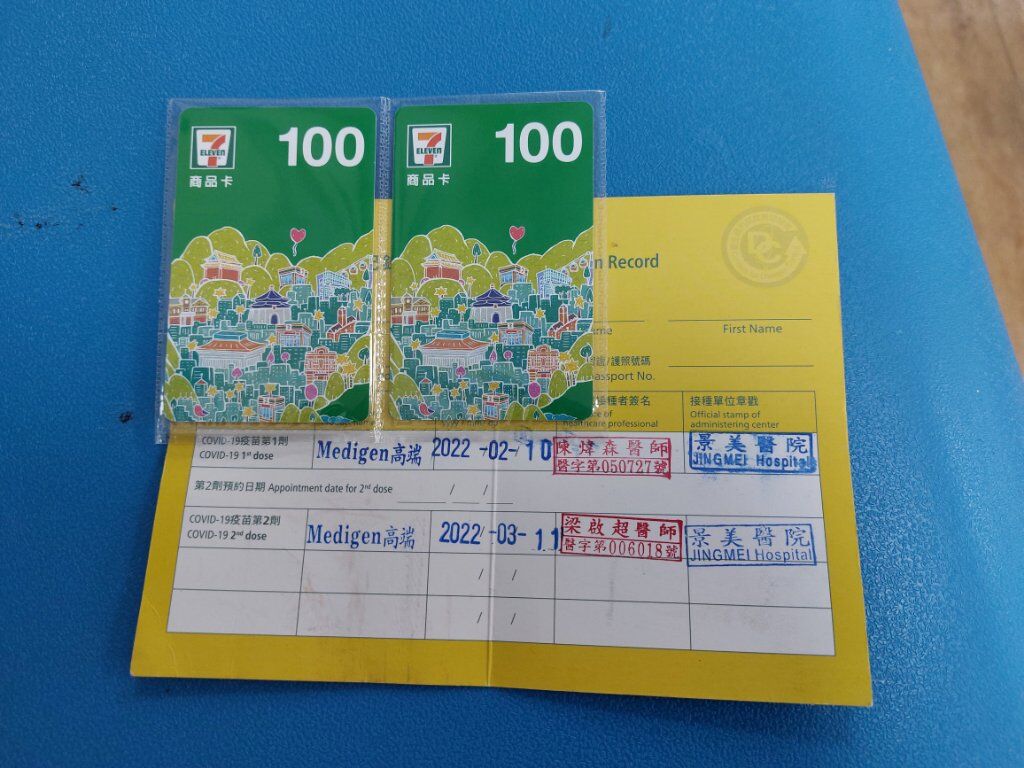 7
ELEVEN
100
商品卡
7
ELEVEN
100
商品卡
Record
First Name
/護照號碼
No.
種者簽名
接種單位章戳
healthcare professional
Official stamp of
administering center
COVID-19疫苗第1劑
COVID-19 1st dose
Medigen高端
2022 -02-10
陳煒森醫師
醫字第050727號
景美醫院
JINGMEI Hospital
第2劑預約日期 Appointment date for 2nd dose / /
COVID-19疫苗第2劑
COVID-19 2nd dose
Medigen高端
2022/-03-11
梁啟超醫師
醫字第006018號
景美醫院
JINGMEI Hospital
/ /
/ /